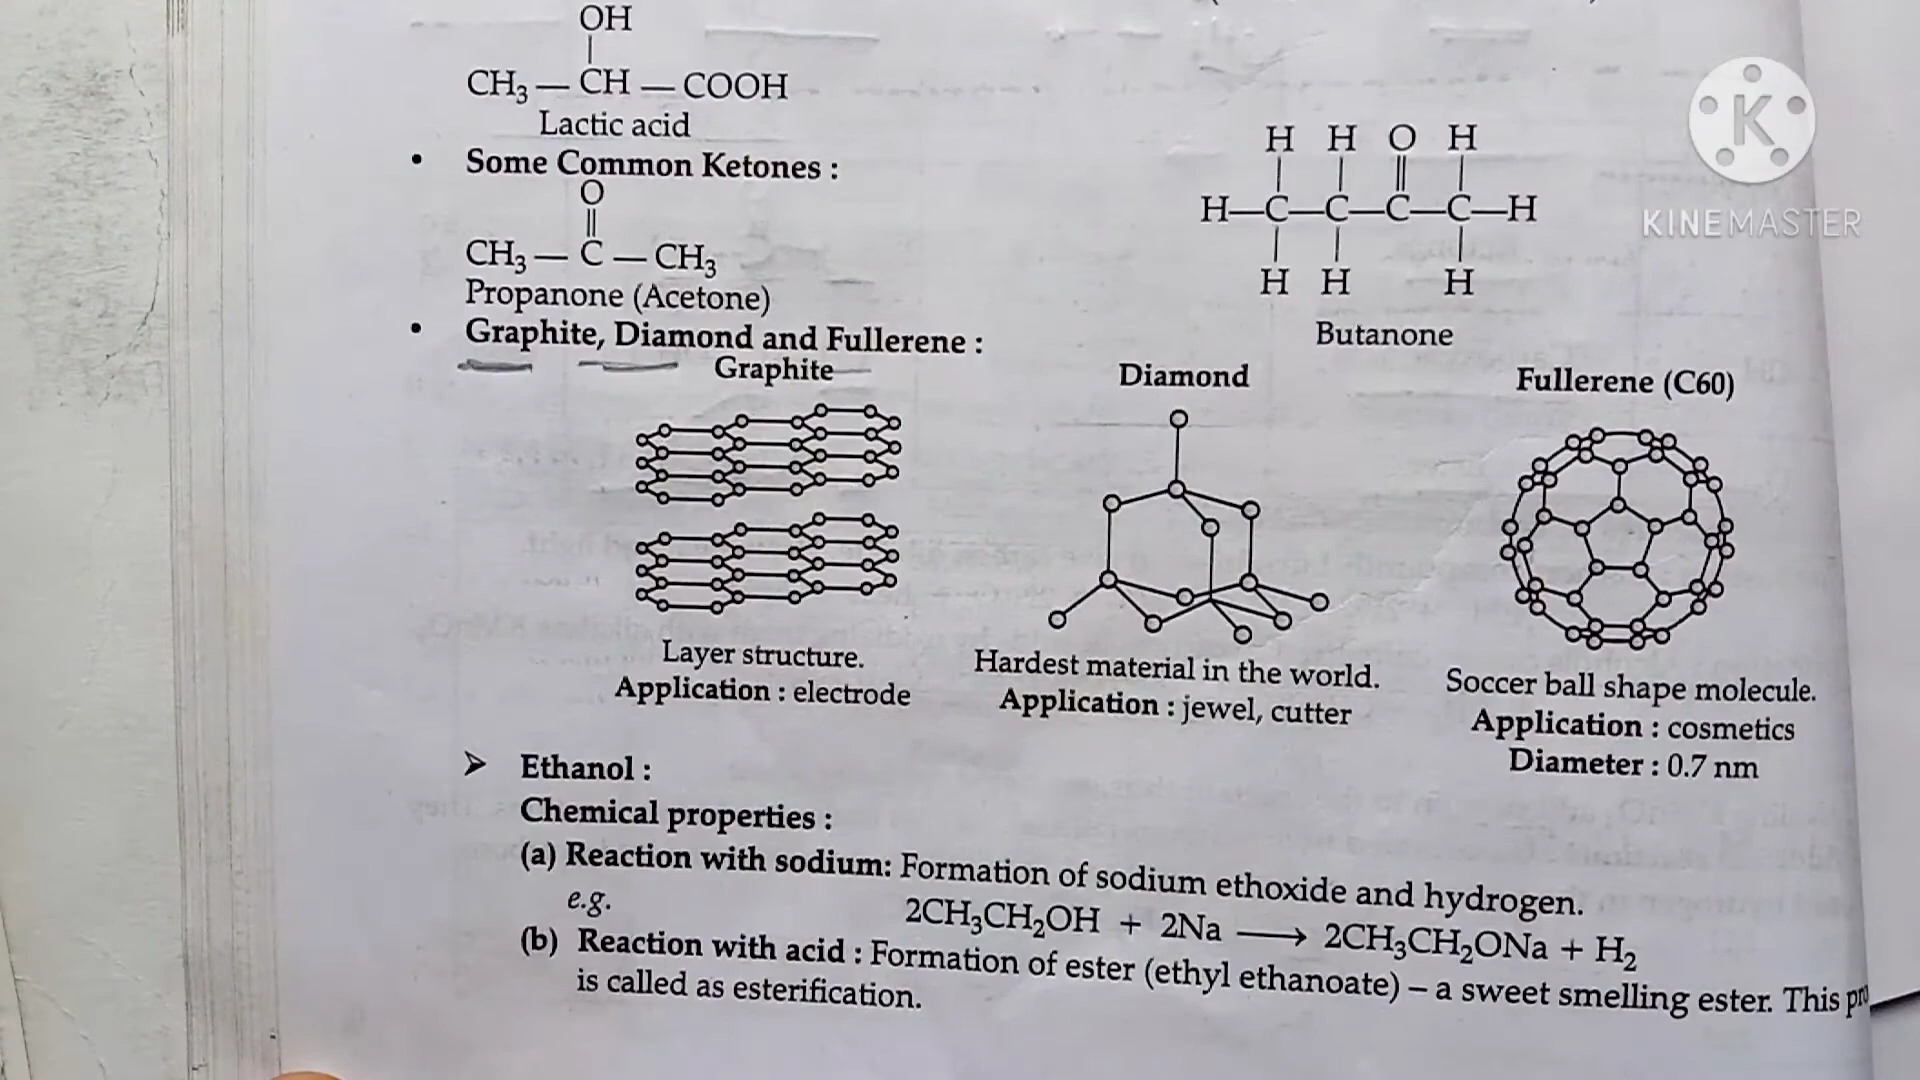 OH
|
CH₃ — CH — COOH
Lactic acid
• Some Common Ketones :
O
||
CH₃ — C — CH₃
Propanone (Acetone)
H H O H
H—C—C—C—C—H
H H H
Butanone
KINEMASTER
• Graphite, Diamond and Fullerene :
Graphite
Diamond
Fullerene (C60)
Layer structure.
Application : electrode
Hardest material in the world.
Application : jewel, cutter
Soccer ball shape molecule.
Application : cosmetics
Diameter : 0.7 nm
➤ Ethanol :
Chemical properties :
(a) Reaction with sodium: Formation of sodium ethoxide and hydrogen.
e.g. 2CH₃CH₂OH + 2Na ⟶ 2CH₃CH₂ONa + H₂
(b) Reaction with acid : Formation of ester (ethyl ethanoate) – a sweet smelling ester. This
is called as esterification.